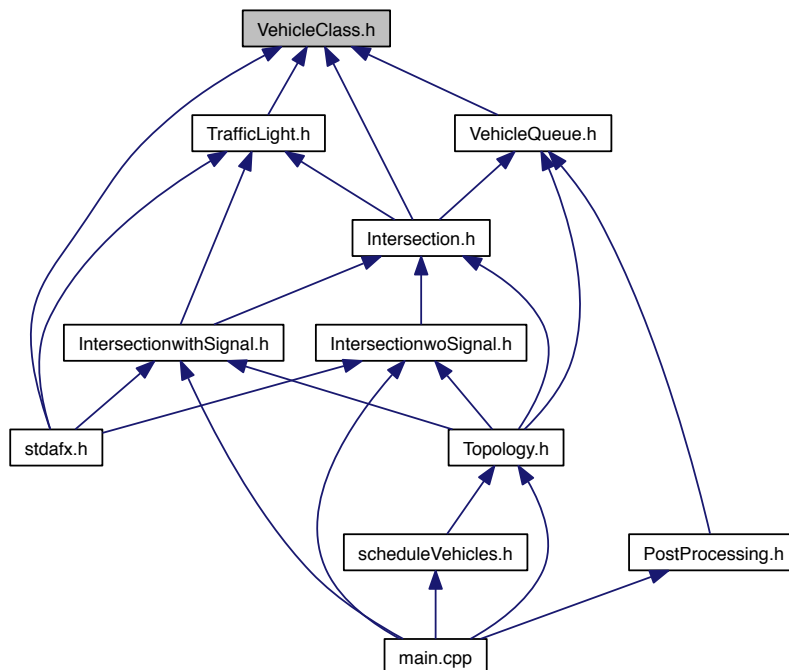 VehicleClass.h
TrafficLight.h
VehicleQueue.h
Intersection.h
IntersectionwithSignal.h
IntersectionwoSignal.h
stdafx.h
Topology.h
scheduleVehicles.h
PostProcessing.h
main.cpp